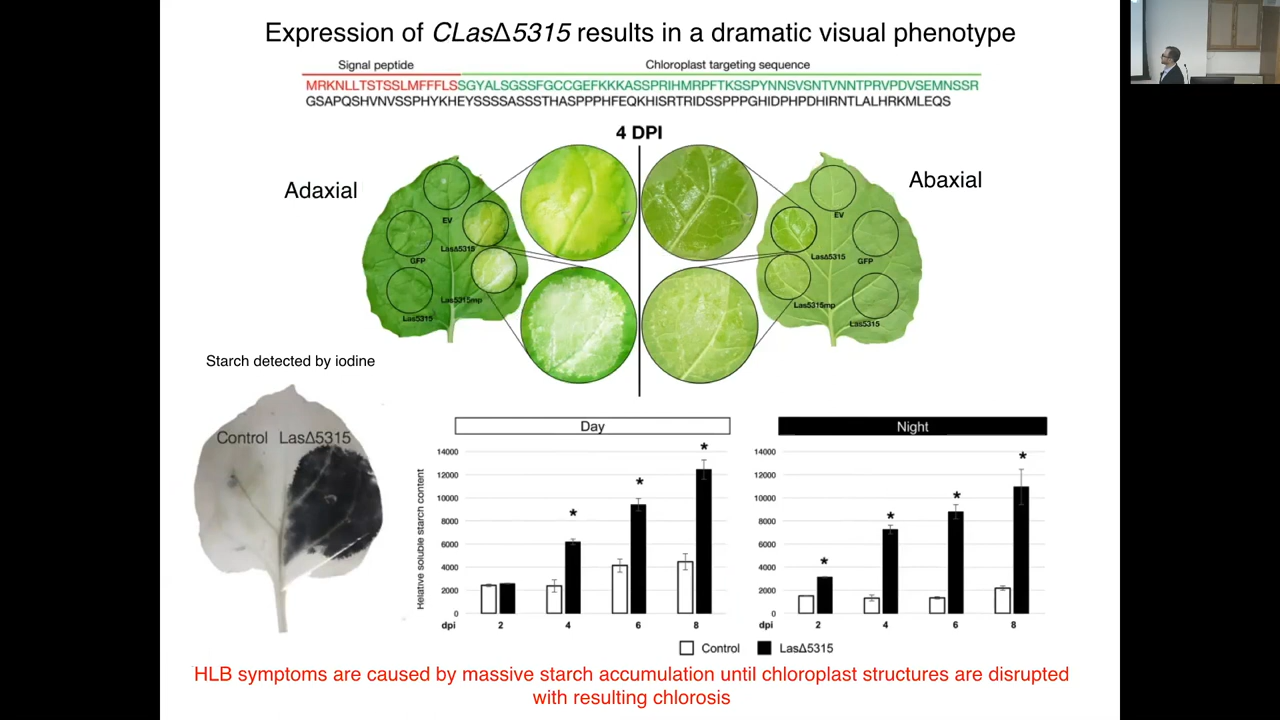 Expression of CLasΔ5315 results in a dramatic visual phenotype
Signal peptide
Chloroplast targeting sequence
MRKNLLTSTSSLMFFFLSSGYALSGSSFGCCGEFKKKASSPRIHMRPFTKSSPYNNSVSNTVNNTPRVPDVSEMNSSR
GSAPQSHVNVSSPHYKHEYSSSSASSSTHASPPPHFEQKHISRTRIDSSPPPGHIDPHPDHIRNTLALHRKMLEQS
4 DPI
Adaxial
Abaxial
EV
LasΔ5315
GFP
Las5315mp
Las5315
EV
LasΔ5315
GFP
Las5315mp
Las5315
Starch detected by iodine
Control LasΔ5315
Day
Night
Relative soluble starch content
14000
12000
10000
8000
6000
4000
2000
0
* * *
dpi 2 4 6 8
14000
12000
10000
8000
6000
4000
2000
0
* * * *
dpi 2 4 6 8
Control LasΔ5315
HLB symptoms are caused by massive starch accumulation until chloroplast structures are disrupted
with resulting chlorosis